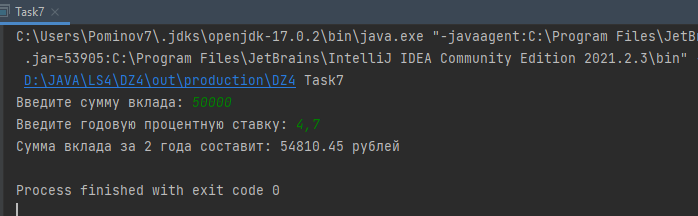 Task7
C:\Users\Pominov7\.jdks\openjdk-17.0.2\bin\java.exe "-javaagent:C:\Program Files\JetB
.jar=53905:C:\Program Files\JetBrains\IntelliJ IDEA Community Edition 2021.2.3\bin"
D:\JAVA\LS4\DZ4\out\production\DZ4 Task7
Введите сумму вклада: 50000
Введите годовую процентную ставку: 4,7
Сумма вклада за 2 года составит: 54810.45 рублей
Process finished with exit code 0